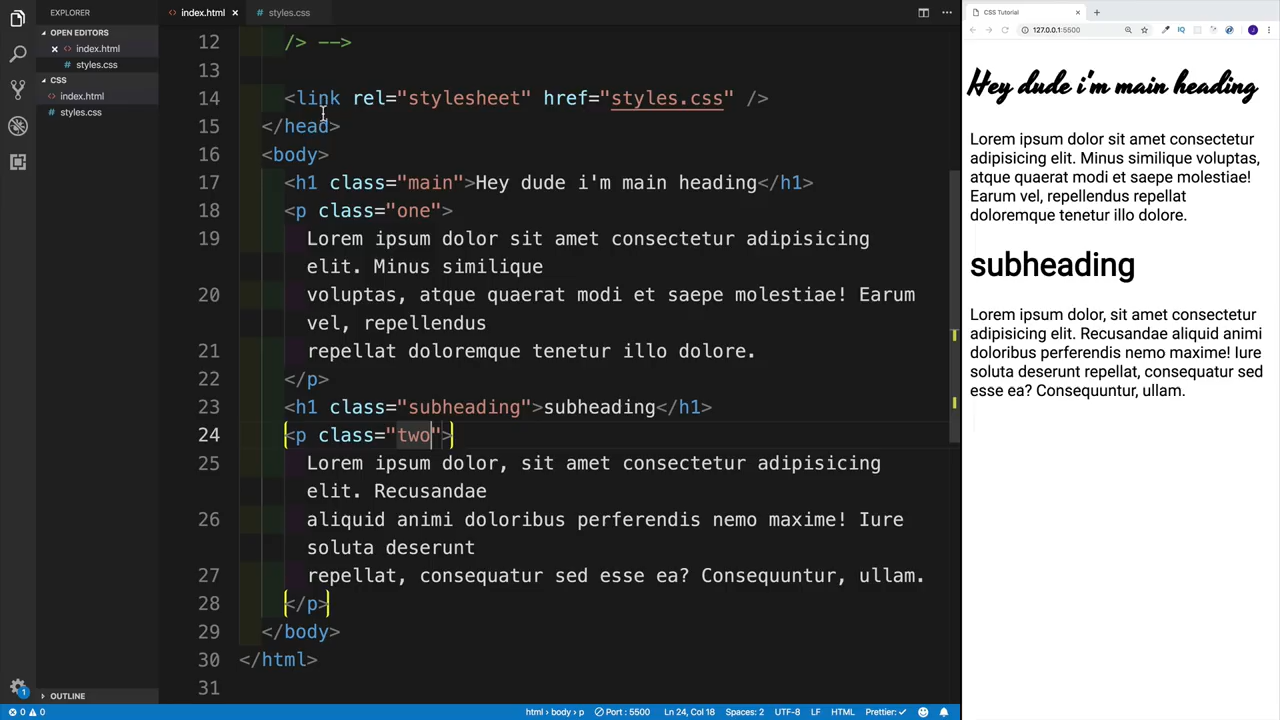 EXPLORER
OPEN EDITORS
index.html
styles.css
CSS
index.html
styles.css
OUTLINE
index.html
styles.css
12 /> -->
13
14 <link rel="stylesheet" href="styles.css" />
15 </head>
16 <body>
17 <h1 class="main">Hey dude i'm main heading</h1>
18 <p class="one">
19 Lorem ipsum dolor sit amet consectetur adipisicing
elit. Minus similique
20 voluptas, atque quaerat modi et saepe molestiae! Earum
vel, repellendus
21 repellat doloremque tenetur illo dolore.
22 </p>
23 <h1 class="subheading">subheading</h1>
24 <p class="two">
25 Lorem ipsum dolor, sit amet consectetur adipisicing
elit. Recusandae
26 aliquid animi doloribus perferendis nemo maxime! Iure
soluta deserunt
27 repellat, consequatur sed esse ea? Consequuntur, ullam.
28 </p>
29 </body>
30 </html>
31
1
0 0 html › body › p Port : 5500 Ln 24, Col 18 Spaces: 2 UTF-8 LF HTML Prettier: ✓
CSS Tutorial
127.0.0.1:5500
Hey dude i'm main heading
Lorem ipsum dolor sit amet consectetur
adipisicing elit. Minus similique voluptas,
atque quaerat modi et saepe molestiae!
Earum vel, repellendus repellat
doloremque tenetur illo dolore.
subheading
Lorem ipsum dolor, sit amet consectetur
adipisicing elit. Recusandae aliquid animi
doloribus perferendis nemo maxime! Iure
soluta deserunt repellat, consequatur sed
esse ea? Consequuntur, ullam.